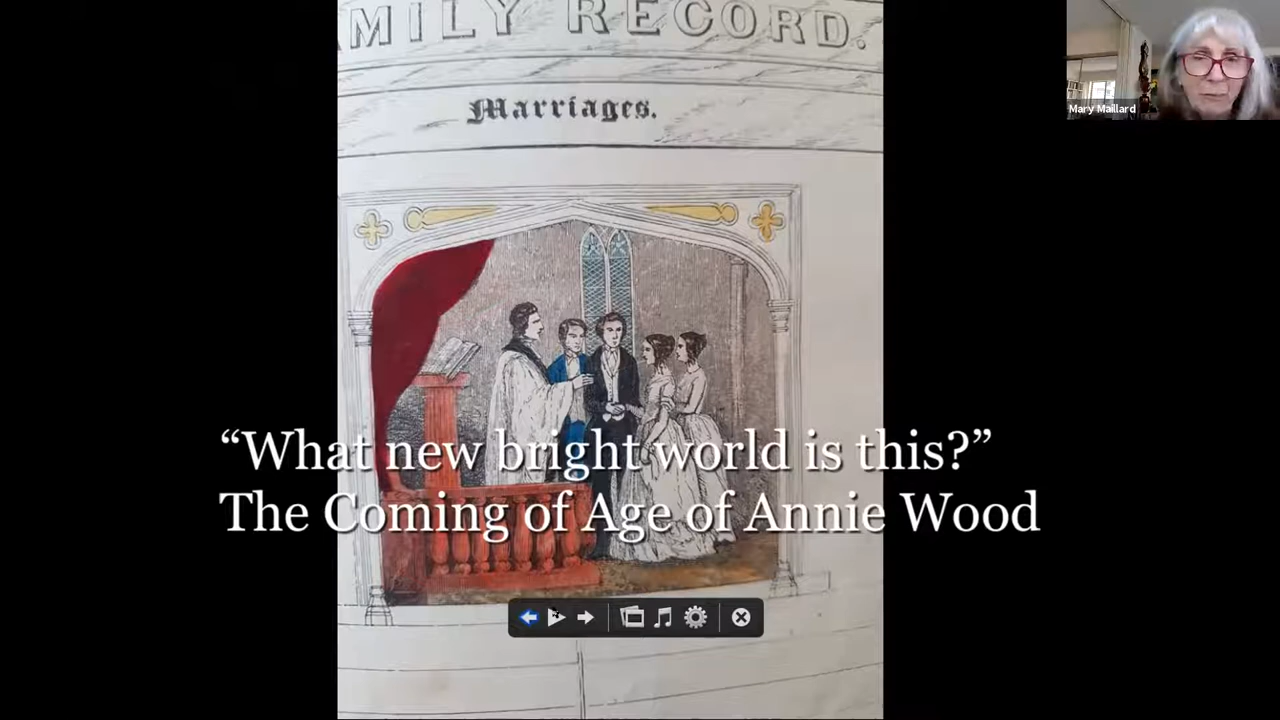 AMILY RECORD.
Marriages.
Mary Maillard
“What new bright world is this?”
The Coming of Age of Annie Wood